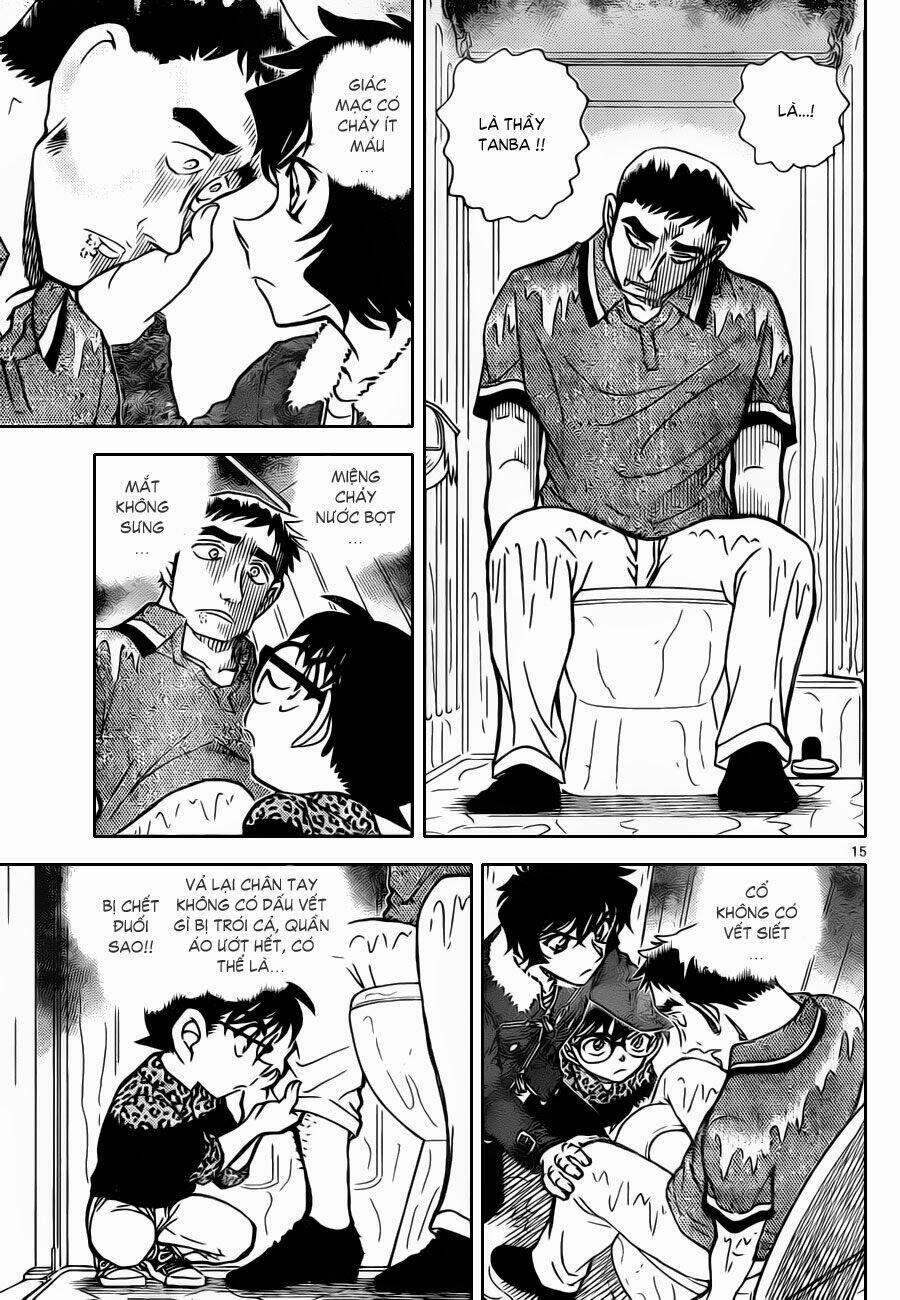 LÀ...!
LÀ THẦY
TANBA !!
GIÁC
MẠC CÓ
CHẢY ÍT
MÁU
...
MIỆNG
CHẢY
NƯỚC BỌT
...
MẮT
KHÔNG
SƯNG
...
15
CỔ
KHÔNG CÓ
VẾT SIẾT
...
VẢ LẠI CHÂN TAY
KHÔNG CÓ DẤU VẾT
GÌ BỊ TRÓI CẢ, QUẦN
ÁO ƯỚT HẾT, CÓ
THỂ LÀ...
BỊ CHẾT
ĐUỐI
SAO!!